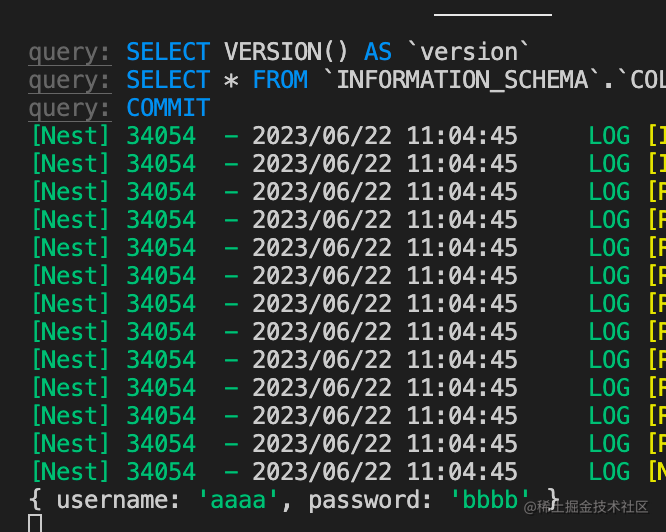 query: SELECT VERSION() AS `version`
query: SELECT * FROM `INFORMATION_SCHEMA`.`COL
query: COMMIT
[Nest] 34054  - 2023/06/22 11:04:45     LOG [I
[Nest] 34054  - 2023/06/22 11:04:45     LOG [I
[Nest] 34054  - 2023/06/22 11:04:45     LOG [R
[Nest] 34054  - 2023/06/22 11:04:45     LOG [R
[Nest] 34054  - 2023/06/22 11:04:45     LOG [R
[Nest] 34054  - 2023/06/22 11:04:45     LOG [R
[Nest] 34054  - 2023/06/22 11:04:45     LOG [R
[Nest] 34054  - 2023/06/22 11:04:45     LOG [R
[Nest] 34054  - 2023/06/22 11:04:45     LOG [R
[Nest] 34054  - 2023/06/22 11:04:45     LOG [R
[Nest] 34054  - 2023/06/22 11:04:45     LOG [R
[Nest] 34054  - 2023/06/22 11:04:45     LOG [R
[Nest] 34054  - 2023/06/22 11:04:45     LOG [N
{ username: 'aaaa', password: 'bbbb' }
@稀土掘金技术社区